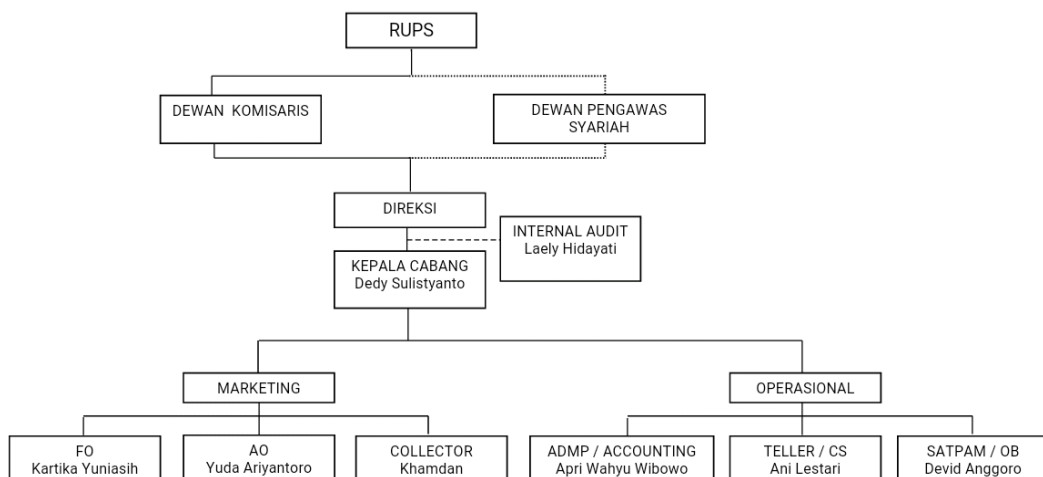 RUPS
DEWAN KOMISARIS
DEWAN PENGAWAS
SYARIAH
DIREKSI
INTERNAL AUDIT
Laely Hidayati
KEPALA CABANG
Dedy Sulistyanto
MARKETING
OPERASIONAL
FO
Kartika Yuniasih
AO
Yuda Ariyantoro
COLLECTOR
Khamdan
ADMP / ACCOUNTING
Apri Wahyu Wibowo
TELLER / CS
Ani Lestari
SATPAM / OB
Devid Anggoro